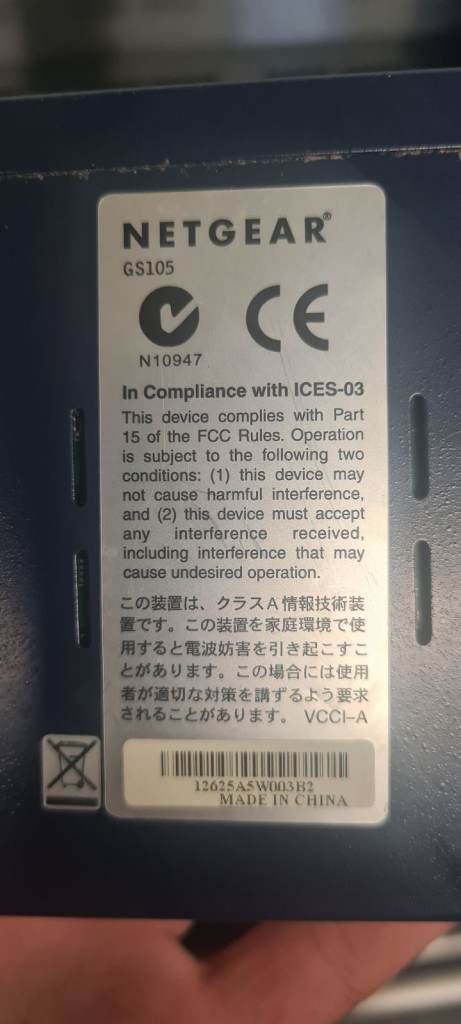 NETGEAR®
GS105
CE
N10947
In Compliance with ICES-03
This device complies with Part
15 of the FCC Rules. Operation
is subject to the following two
conditions: (1) this device may
not cause harmful interference,
and (2) this device must accept
any interference received,
including interference that may
cause undesired operation.
この装置は、クラスA情報技術装
置です。この装置を家庭環境で使
用すると電波妨害を引き起こすこ
とがあります。この場合には使用
者が適切な対策を講ずるよう要求
されることがあります。 VCCI-A
12625A5W003B2
MADE IN CHINA